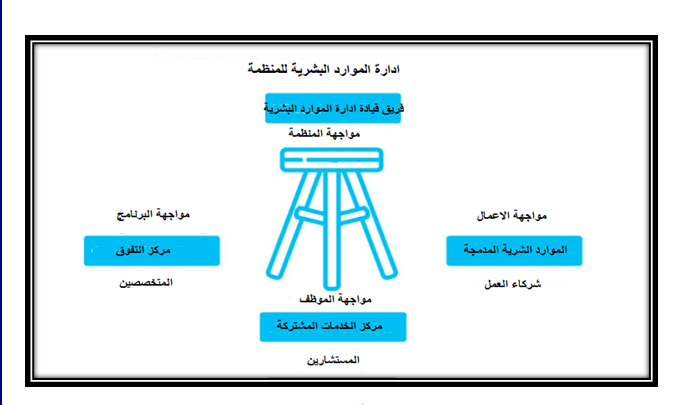 ادارة الموارد البشرية للمنظمة
فريق قيادة ادارة الموارد البشرية
مواجهة المنظمة
مواجهة الاعمال
الموارد الشرية المدمجة
شركاء العمل
مواجهة البرنامج
مركز التفوق
المتخصصين
مواجهة الموظف
مركز الخدمات المشتركة
المستشارين